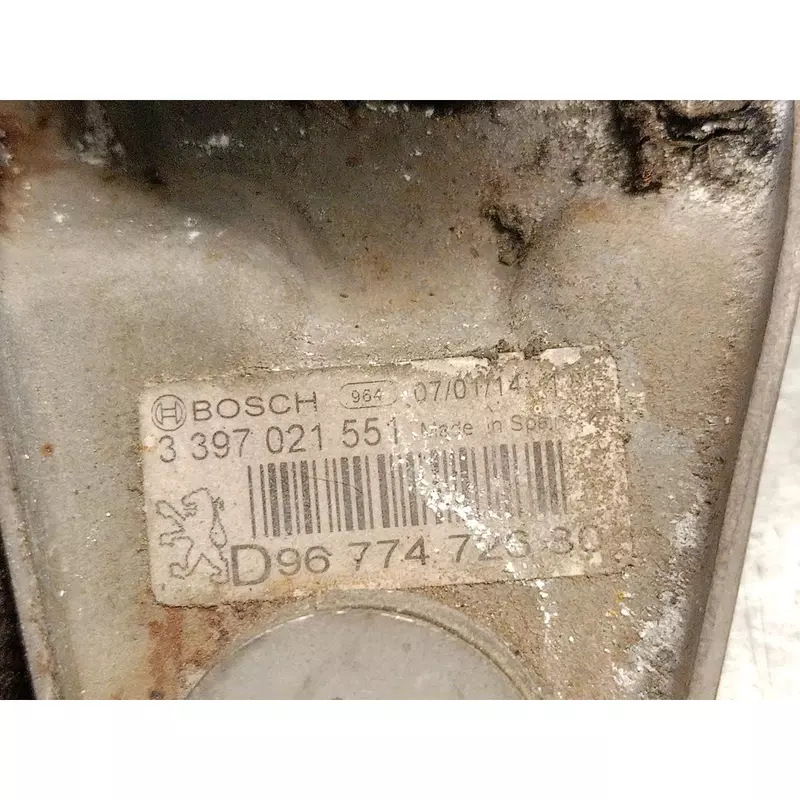 BOSCH 964 07/01/14
3 397 021 551 Made in Spain
D96 774 726 80